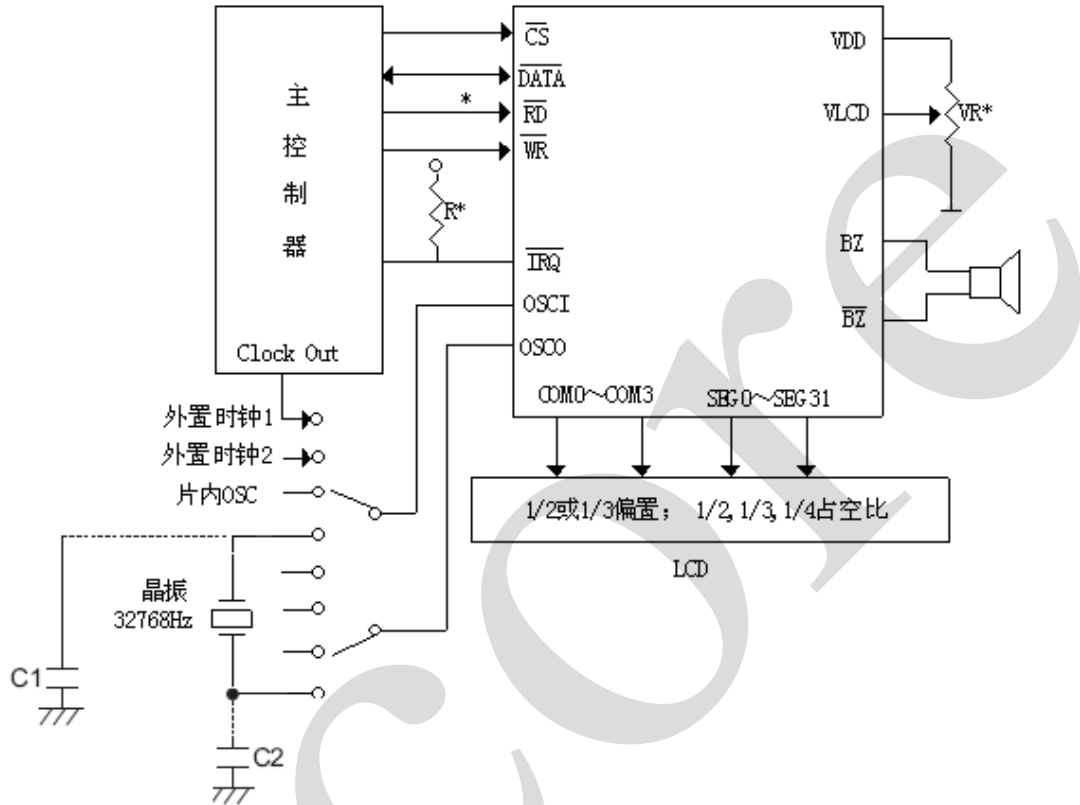 主控制器
Clock Out
CS
DATA
*
RD
WR
R*
IRQ
OSCI
OSCO
VDD
VLCD
VR*
BZ
BZ
COM0~COM3
SEG0~SEG31
外置时钟1
外置时钟2
片内OSC
1/2或1/3偏置； 1/2, 1/3, 1/4占空比
LCD
晶振
32768Hz
C1
C2
core